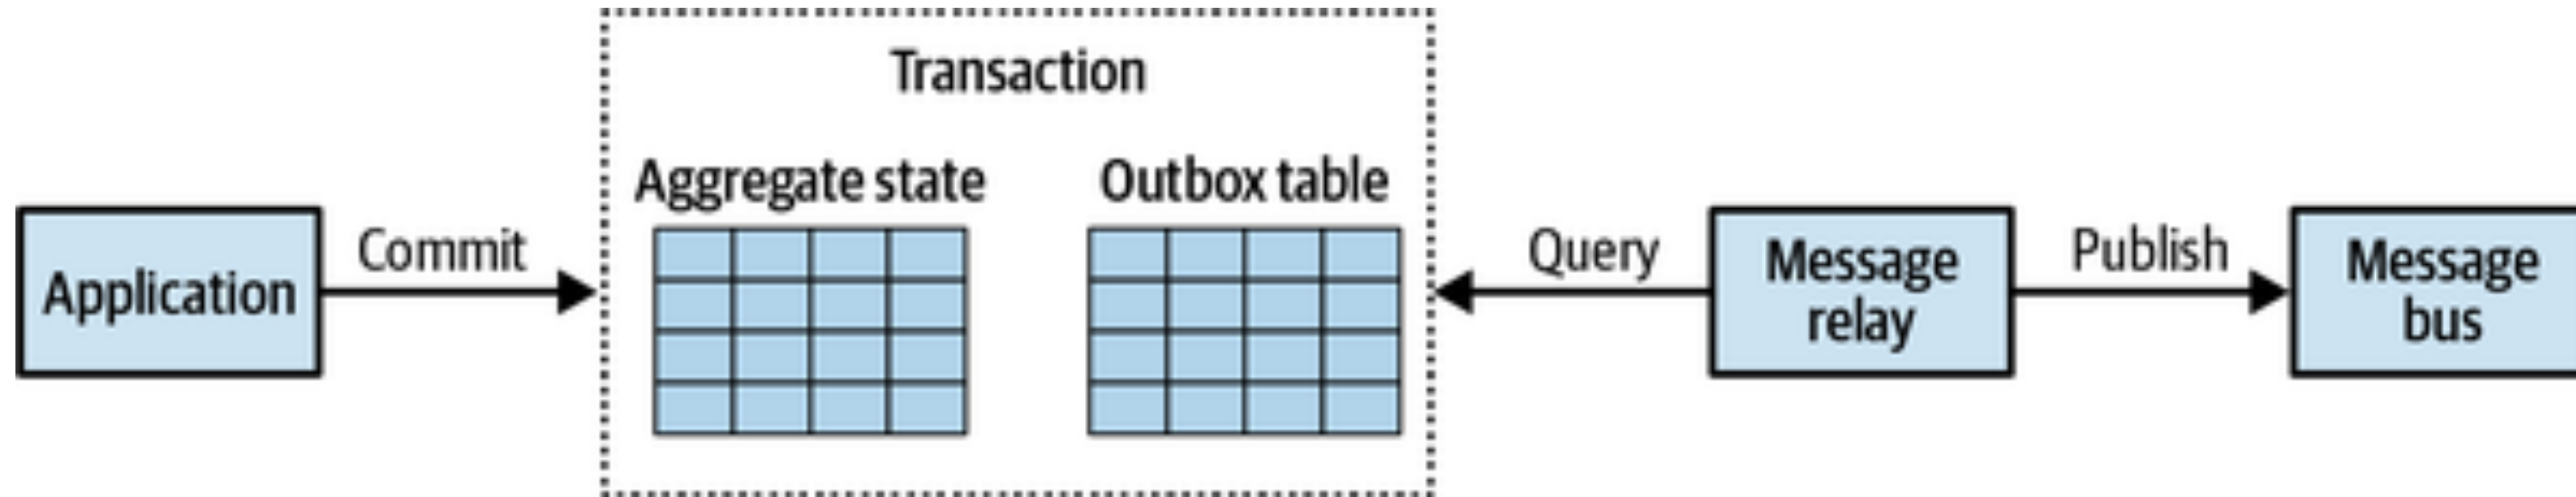 Transaction
Aggregate state
Outbox table
Application
Commit
Query
Message
relay
Publish
Message
bus